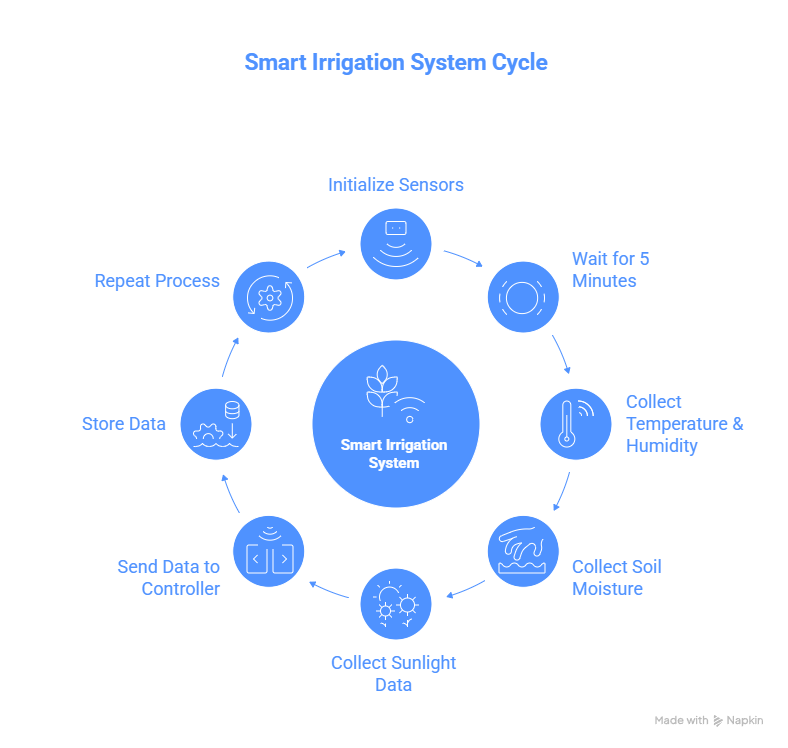 Smart Irrigation System Cycle
Initialize Sensors
Wait for 5
Minutes
Collect
Temperature &
Humidity
Collect Soil
Moisture
Collect Sunlight
Data
Send Data to
Controller
Store Data
Repeat Process
Smart Irrigation
System
Made with Napkin